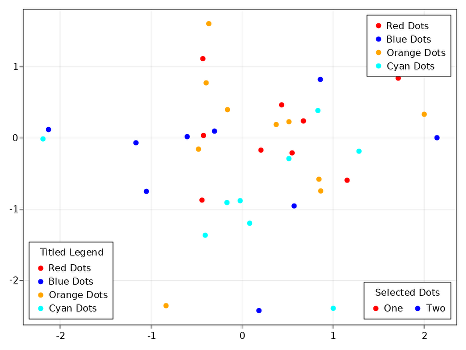 Red Dots
Blue Dots
Orange Dots
Cyan Dots
1
0
-1
-2
Titled Legend
Red Dots
Blue Dots
Orange Dots
Cyan Dots
Selected Dots
One Two
-2 -1 0 1 2